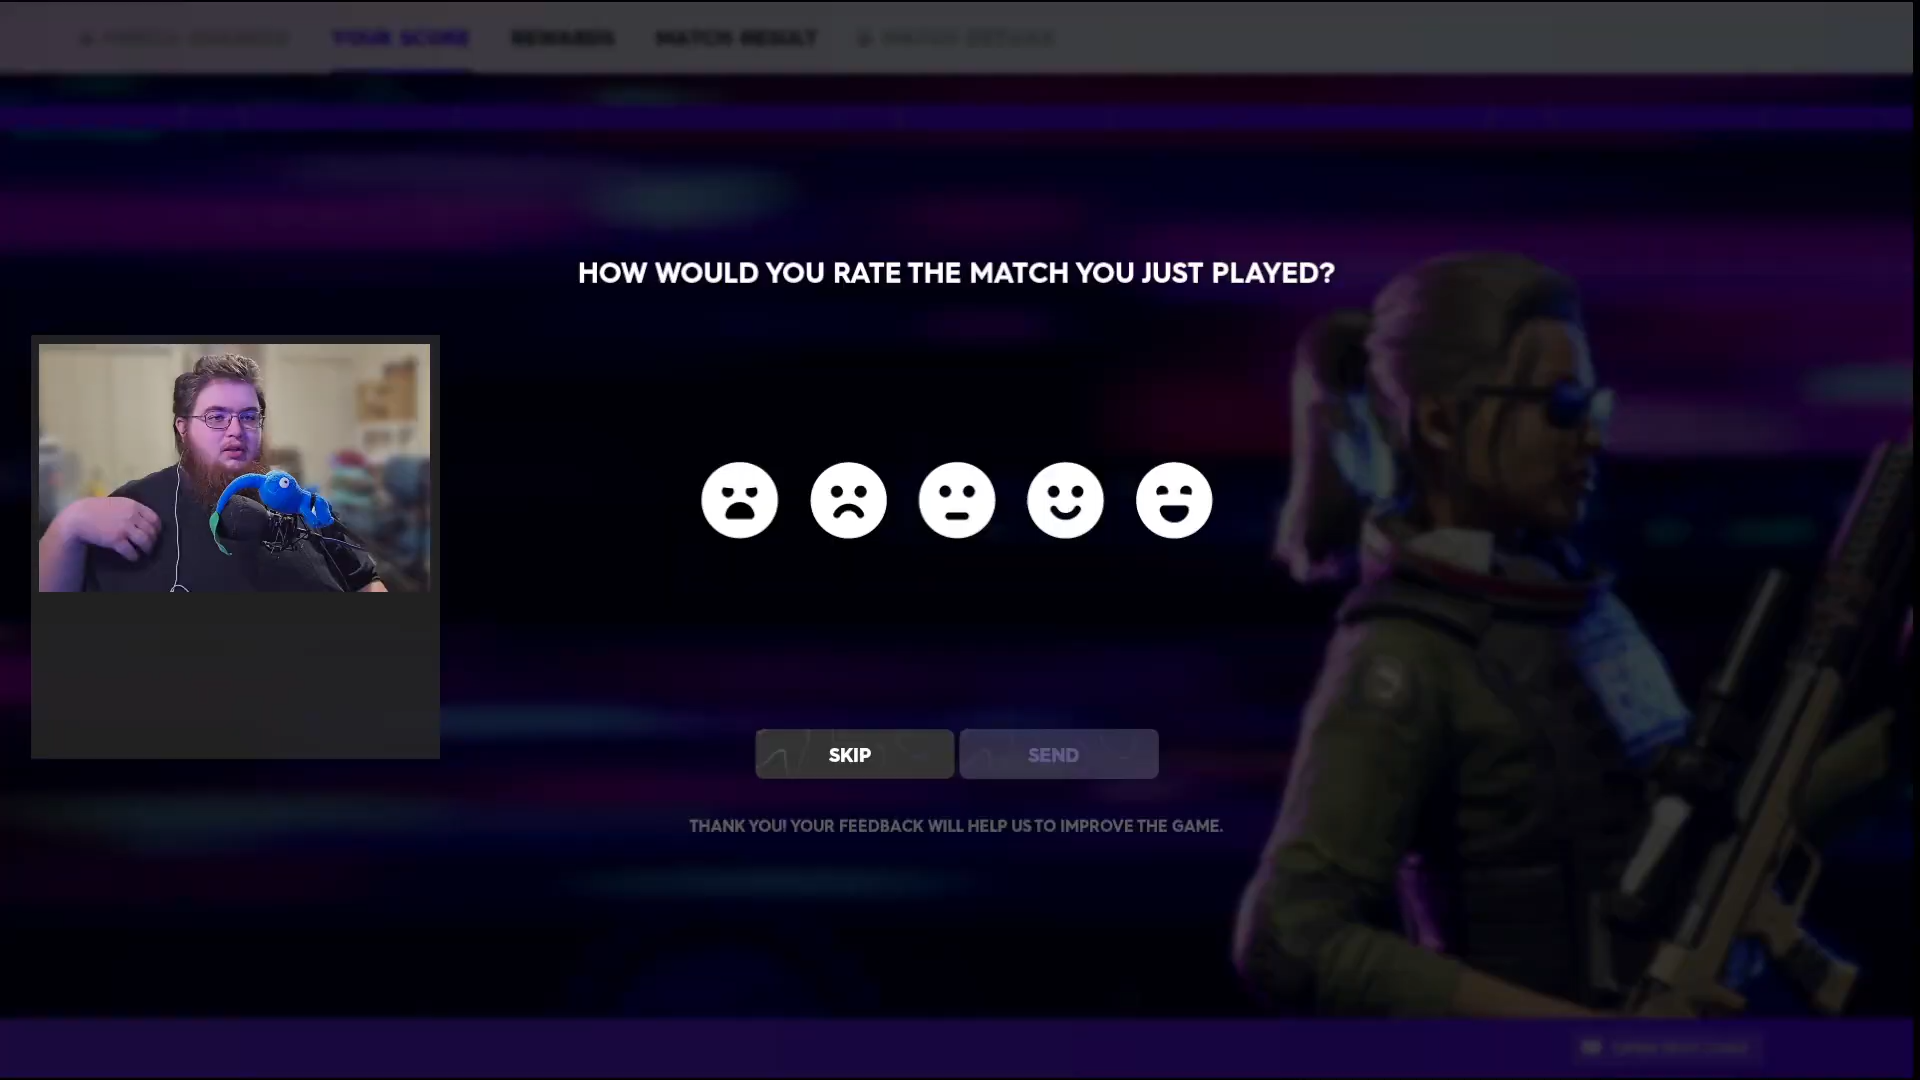 YOUR SCORE
REWARDS
MATCH RESULT
HOW WOULD YOU RATE THE MATCH YOU JUST PLAYED?
SKIP
SEND
THANK YOU! YOUR FEEDBACK WILL HELP US TO IMPROVE THE GAME.